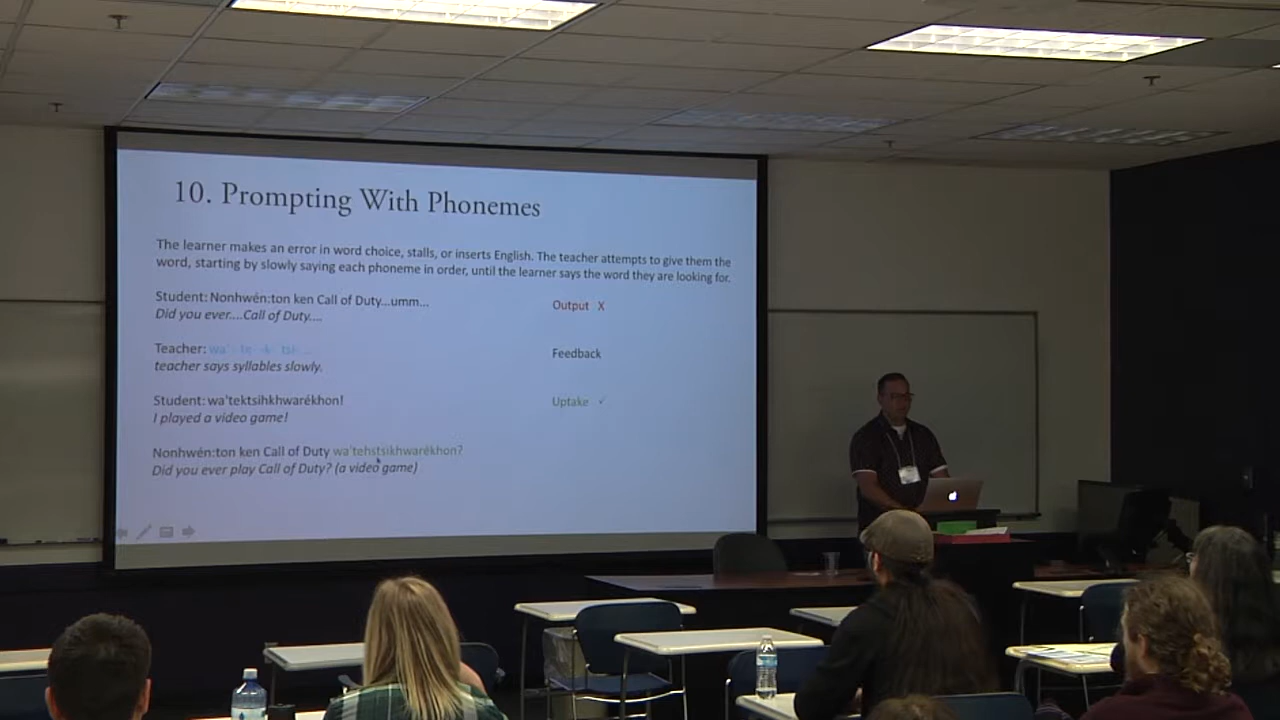 10. Prompting With Phonemes
The learner makes an error in word choice, stalls, or inserts English. The teacher attempts to give them the
word, starting by slowly saying each phoneme in order, until the learner says the word they are looking for.
Student: Nonhwén:ton ken Call of Duty...umm... Output X
Did you ever....Call of Duty....
Teacher: Feedback
teacher says syllables slowly.
Student: wa'tektsihkhwarékhon! Uptake ✓
I played a video game!
Nonhwén:ton ken Call of Duty wa'tehstsikhwarékhon?
Did you ever play Call of Duty? (a video game)